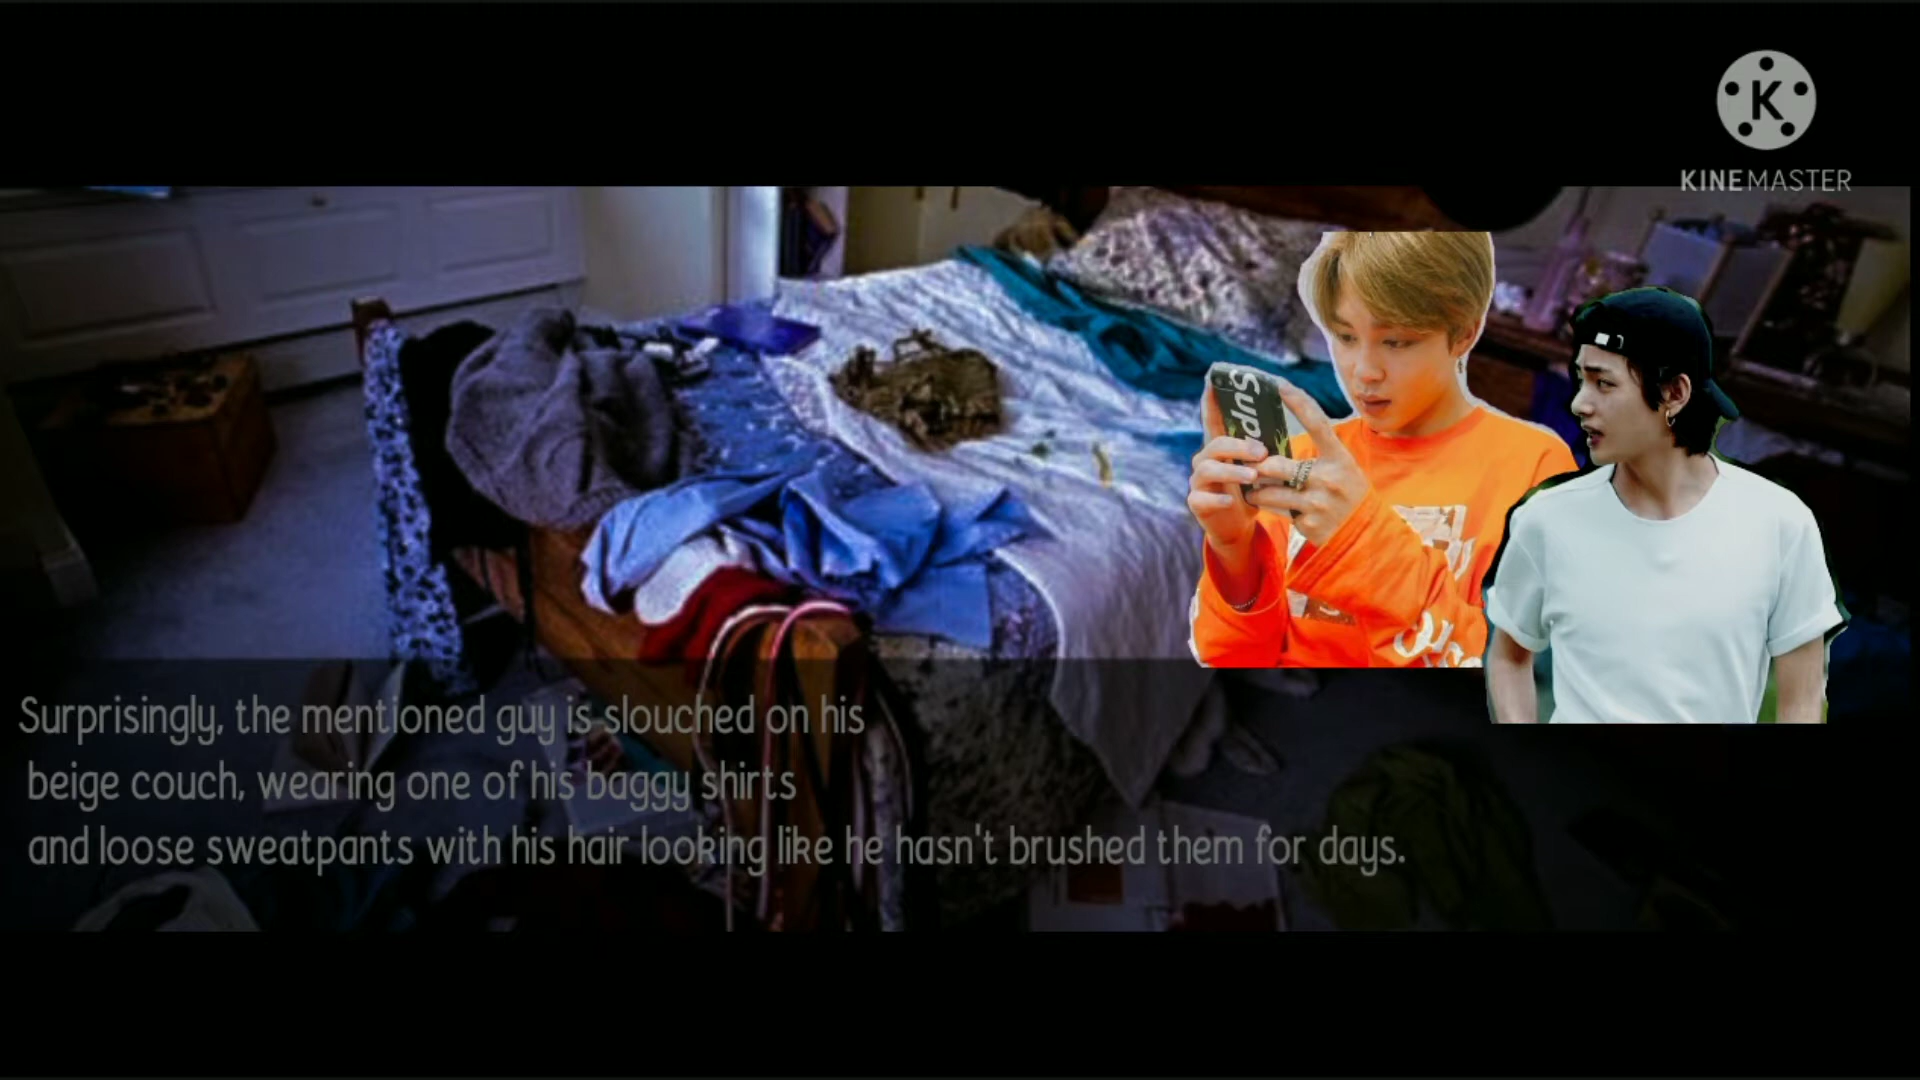 K
KINEMASTER
Sup
Surprisingly, the mentioned guy is slouched on his
beige couch, wearing one of his baggy shirts
and loose sweatpants with his hair looking like he hasn't brushed them for days.